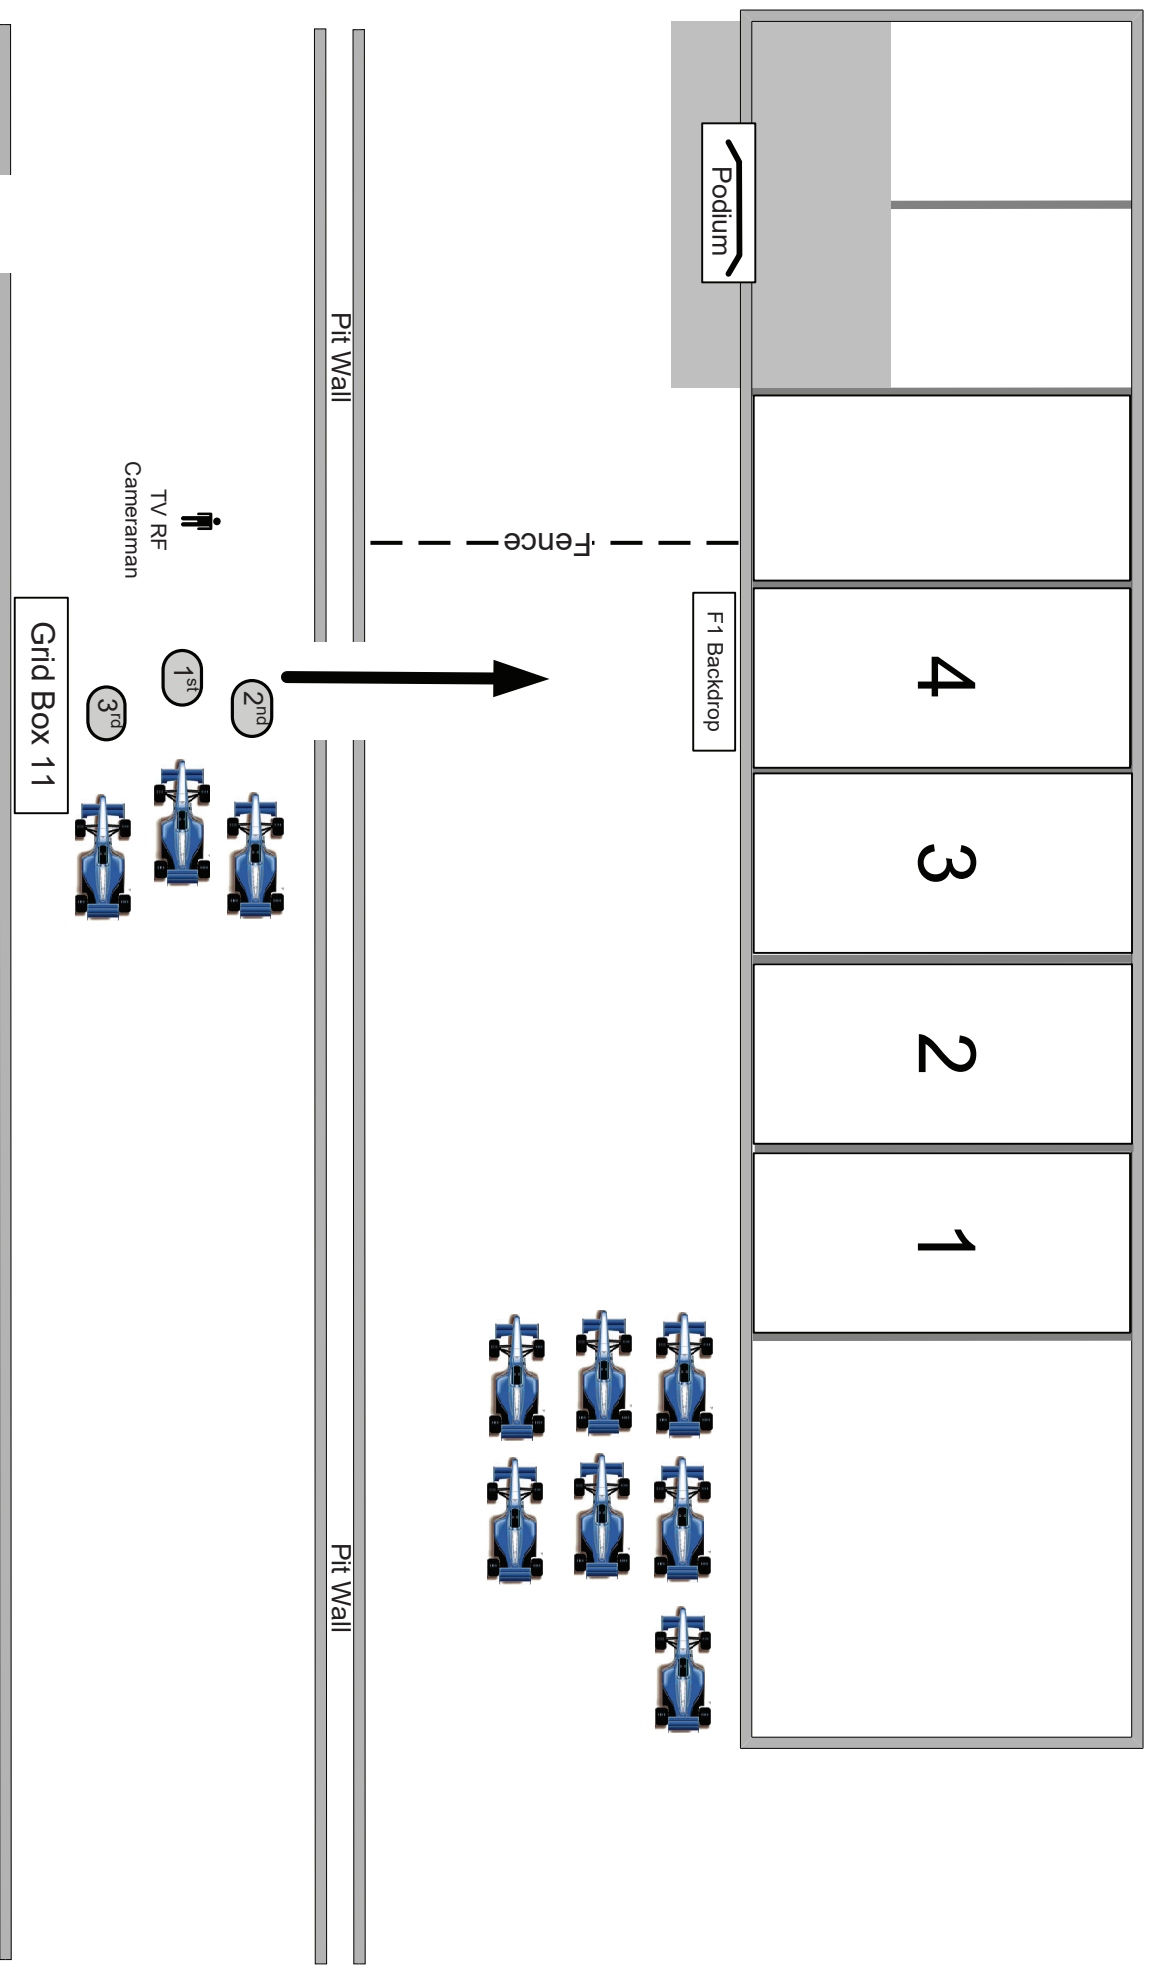 Podium
4
3
2
1
F1 Backdrop
Fence
Pit Wall
Pit Wall
TV RF
Cameraman
2nd
1st
3rd
Grid Box 11